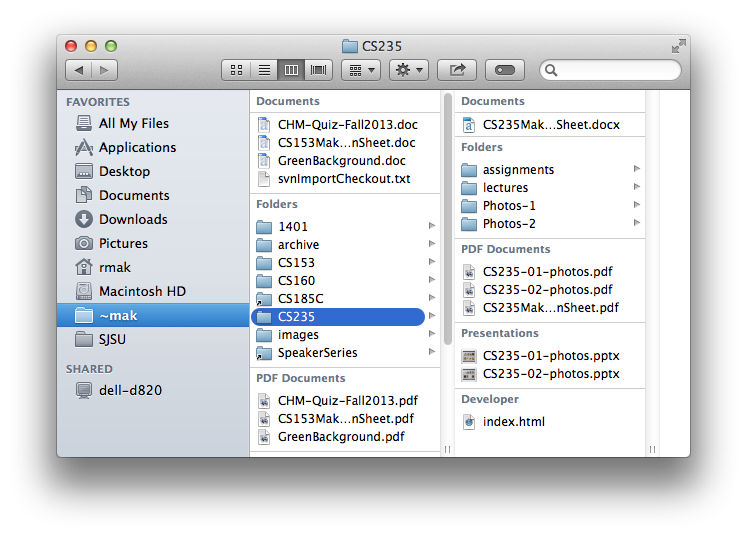 CS235
FAVORITES
All My Files
Applications
Desktop
Documents
Downloads
Pictures
rmak
Macintosh HD
~mak
SJSU
SHARED
dell-d820
Documents
CHM-Quiz-Fall2013.doc
CS153Mak...nSheet.doc
GreenBackground.doc
svnImportCheckout.txt
Folders
1401
archive
CS153
CS160
CS185C
CS235
images
SpeakerSeries
PDF Documents
CHM-Quiz-Fall2013.pdf
CS153Mak...nSheet.pdf
GreenBackground.pdf
Documents
CS235Mak...Sheet.docx
Folders
assignments
lectures
Photos-1
Photos-2
PDF Documents
CS235-01-photos.pdf
CS235-02-photos.pdf
CS235Mak...nSheet.pdf
Presentations
CS235-01-photos.pptx
CS235-02-photos.pptx
Developer
index.html